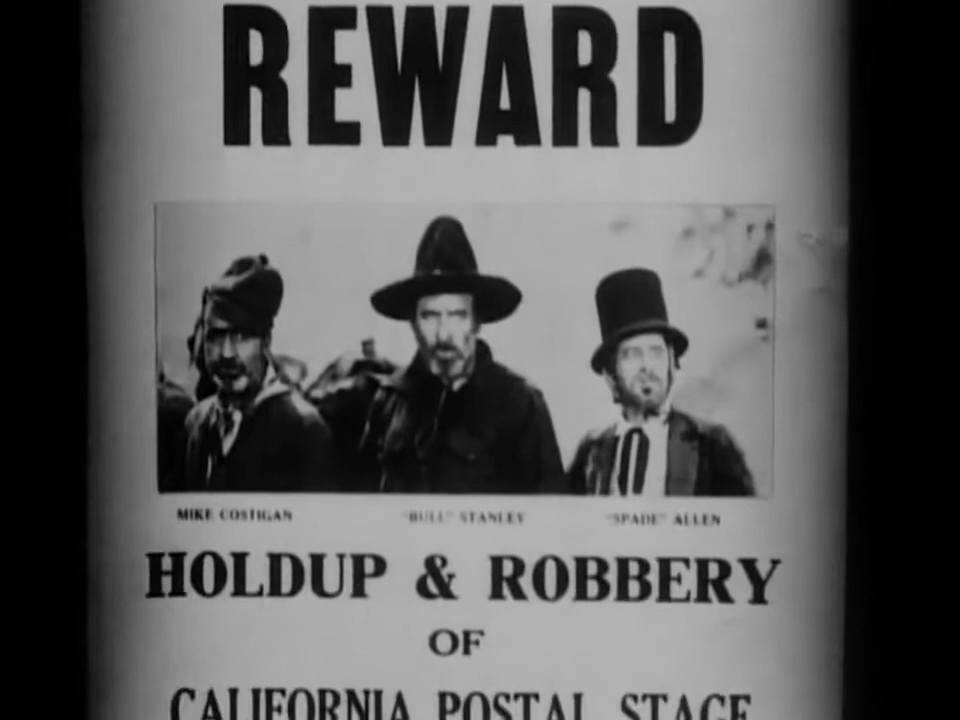 REWARD
MIKE COSTIGAN "BULL" STANLEY "SPADE" ALLEN
HOLDUP & ROBBERY
OF
CALIFORNIA POSTAL STAGE